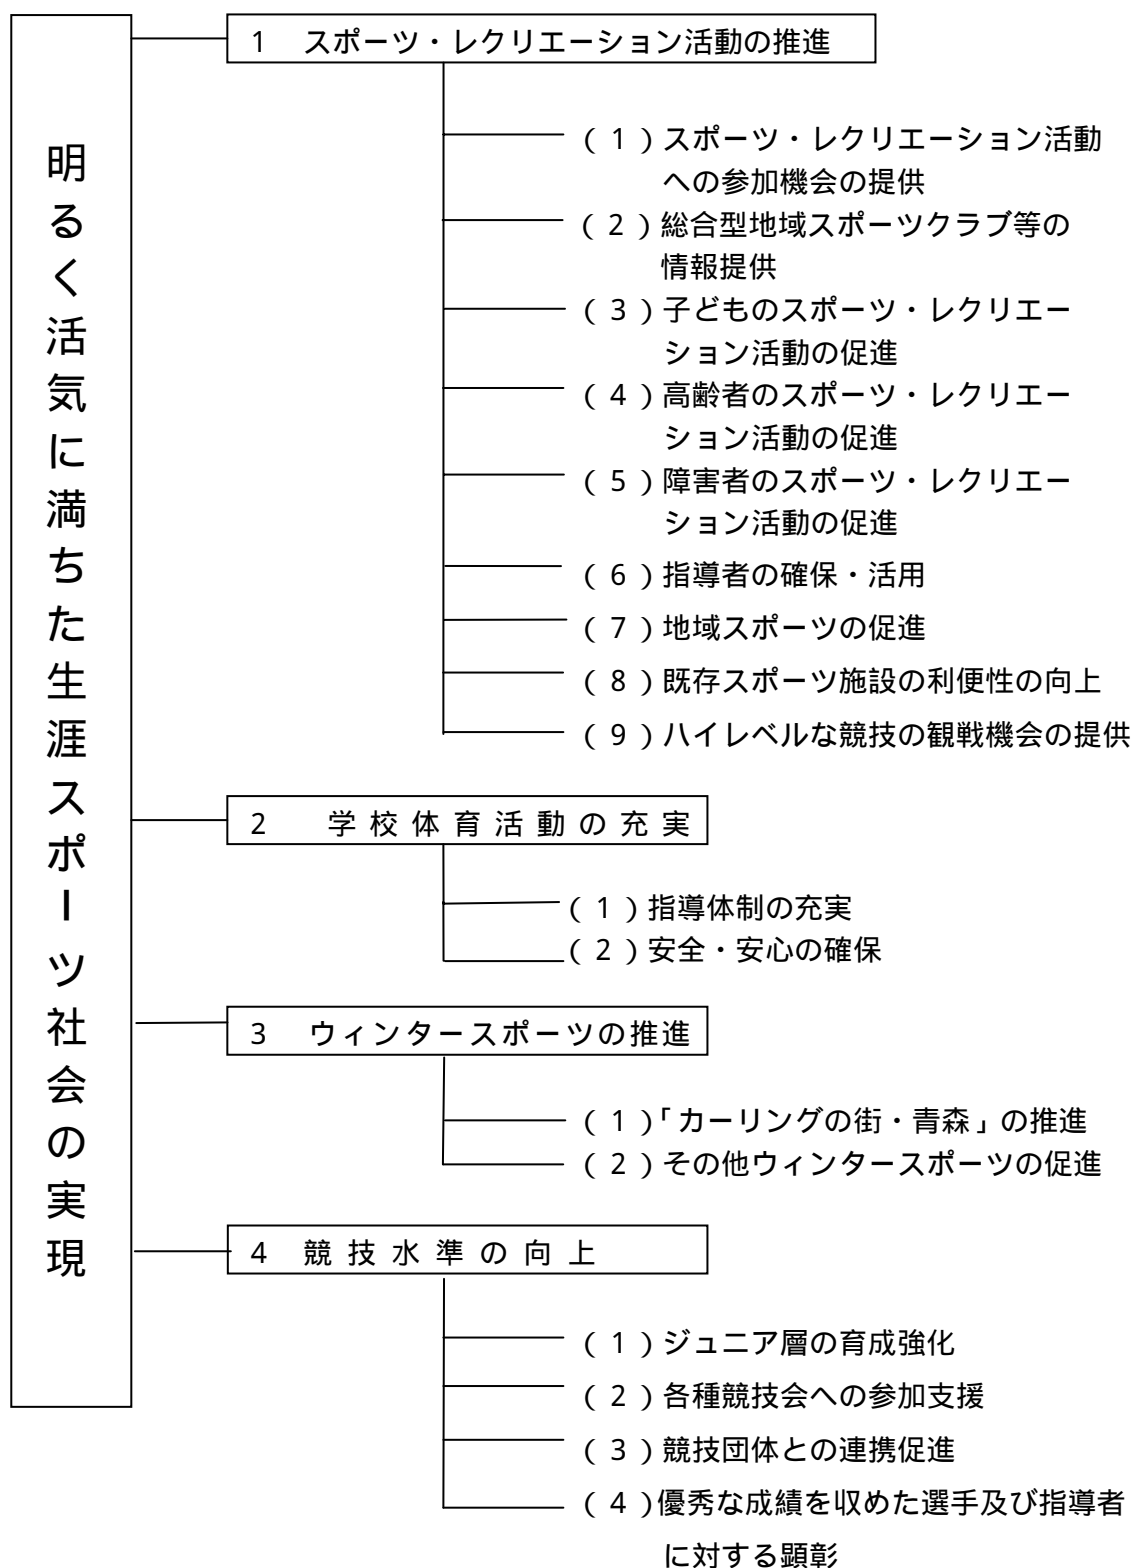 明るく活気に満ちた生涯スポーツ社会の実現
1 スポーツ・レクリエーション活動の推進
(1)スポーツ・レクリエーション活動
への参加機会の提供
(2)総合型地域スポーツクラブ等の
情報提供
(3)子どものスポーツ・レクリエー
ション活動の促進
(4)高齢者のスポーツ・レクリエー
ション活動の促進
(5)障害者のスポーツ・レクリエー
ション活動の促進
(6)指導者の確保・活用
(7)地域スポーツの促進
(8)既存スポーツ施設の利便性の向上
(9)ハイレベルな競技の観戦機会の提供
2 学校体育活動の充実
(1)指導体制の充実
(2)安全・安心の確保
3 ウィンタースポーツの推進
(1)「カーリングの街・青森」の推進
(2)その他ウィンタースポーツの促進
4 競技水準の向上
(1)ジュニア層の育成強化
(2)各種競技会への参加支援
(3)競技団体との連携促進
(4)優秀な成績を収めた選手及び指導者
に対する顕彰